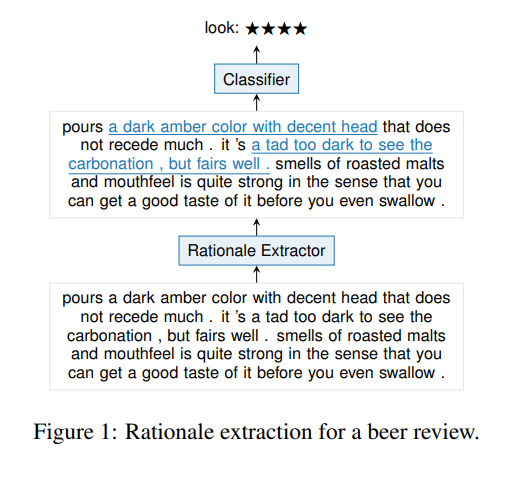 look: ★★★★
Classifier
pours a dark amber color with decent head that does
not recede much . it 's a tad too dark to see the
carbonation , but fairs well . smells of roasted malts
and mouthfeel is quite strong in the sense that you
can get a good taste of it before you even swallow .
Rationale Extractor
pours a dark amber color with decent head that does
not recede much . it 's a tad too dark to see the
carbonation , but fairs well . smells of roasted malts
and mouthfeel is quite strong in the sense that you
can get a good taste of it before you even swallow .
Figure 1: Rationale extraction for a beer review.